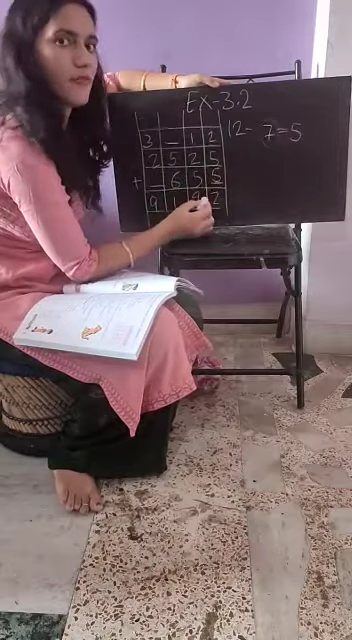 Ex-3.2
3 _ 1 2
12-7=5
2 5 2 5
+ _ 6 5 5
9 1 9 2